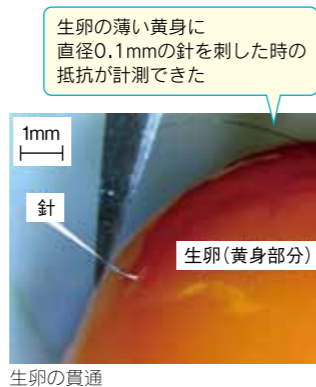 生卵の薄い黄身に
直径0.1mmの針を刺した時の
抵抗が計測できた
1mm
針
生卵(黄身部分)
生卵の貫通